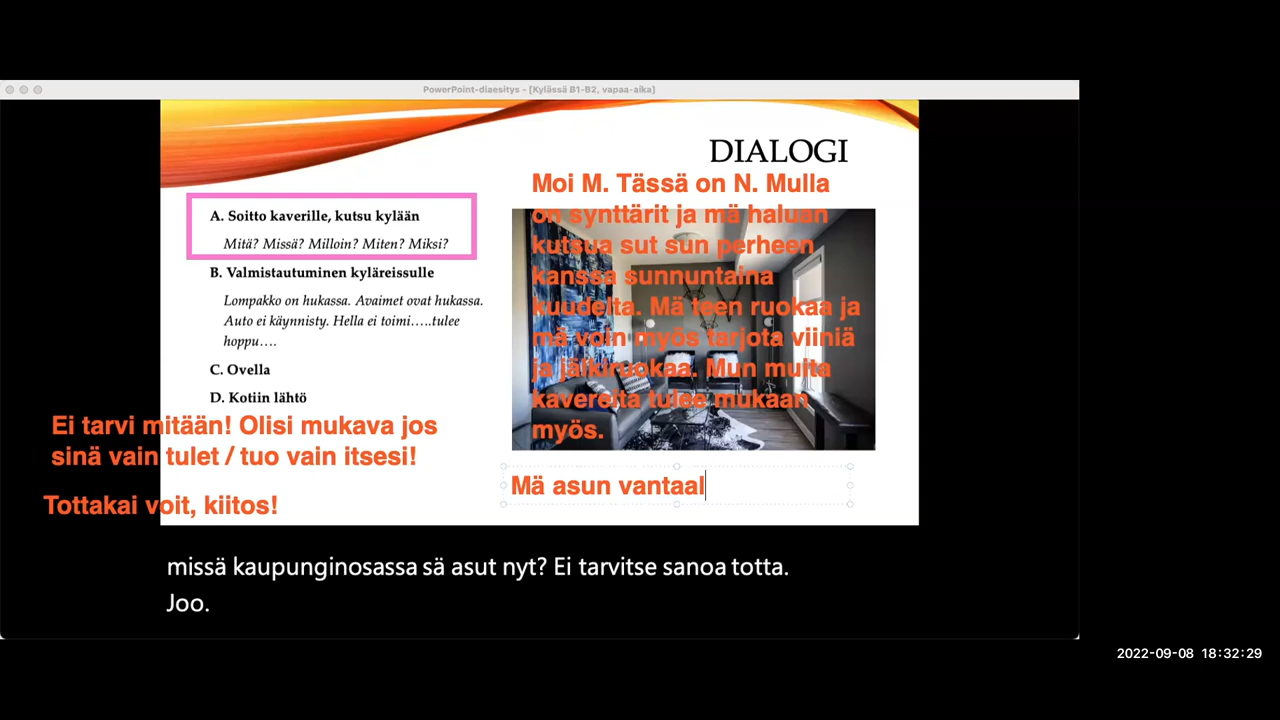 PowerPoint-diaesitys - [Kylässä B1-B2, vapaa-aika]
DIALOGI
A. Soitto kaverille, kutsu kylään
Mitä? Missä? Milloin? Miten? Miksi?
B. Valmistautuminen kyläreissulle
Lompakko on hukassa. Avaimet ovat hukassa.
Auto ei käynnisty. Hella ei toimi…..tulee
hoppu….
C. Ovella
D. Kotiin lähtö
Moi M. Tässä on N. Mulla
on synttärit ja mä haluan
kutsua sut sun perheen
kanssa sunnuntaina
kuudelta. Mä teen ruokaa ja
mä voin myös tarjota viiniä
ja jälkiruokaa. Mun muita
kavereita tulee mukaan
myös.
Ei tarvi mitään! Olisi mukava jos
sinä vain tulet / tuo vain itsesi!
Tottakai voit, kiitos!
Mä asun vantaal
missä kaupunginosassa sä asut nyt? Ei tarvitse sanoa totta.
Joo.
2022-09-08 18:32:29